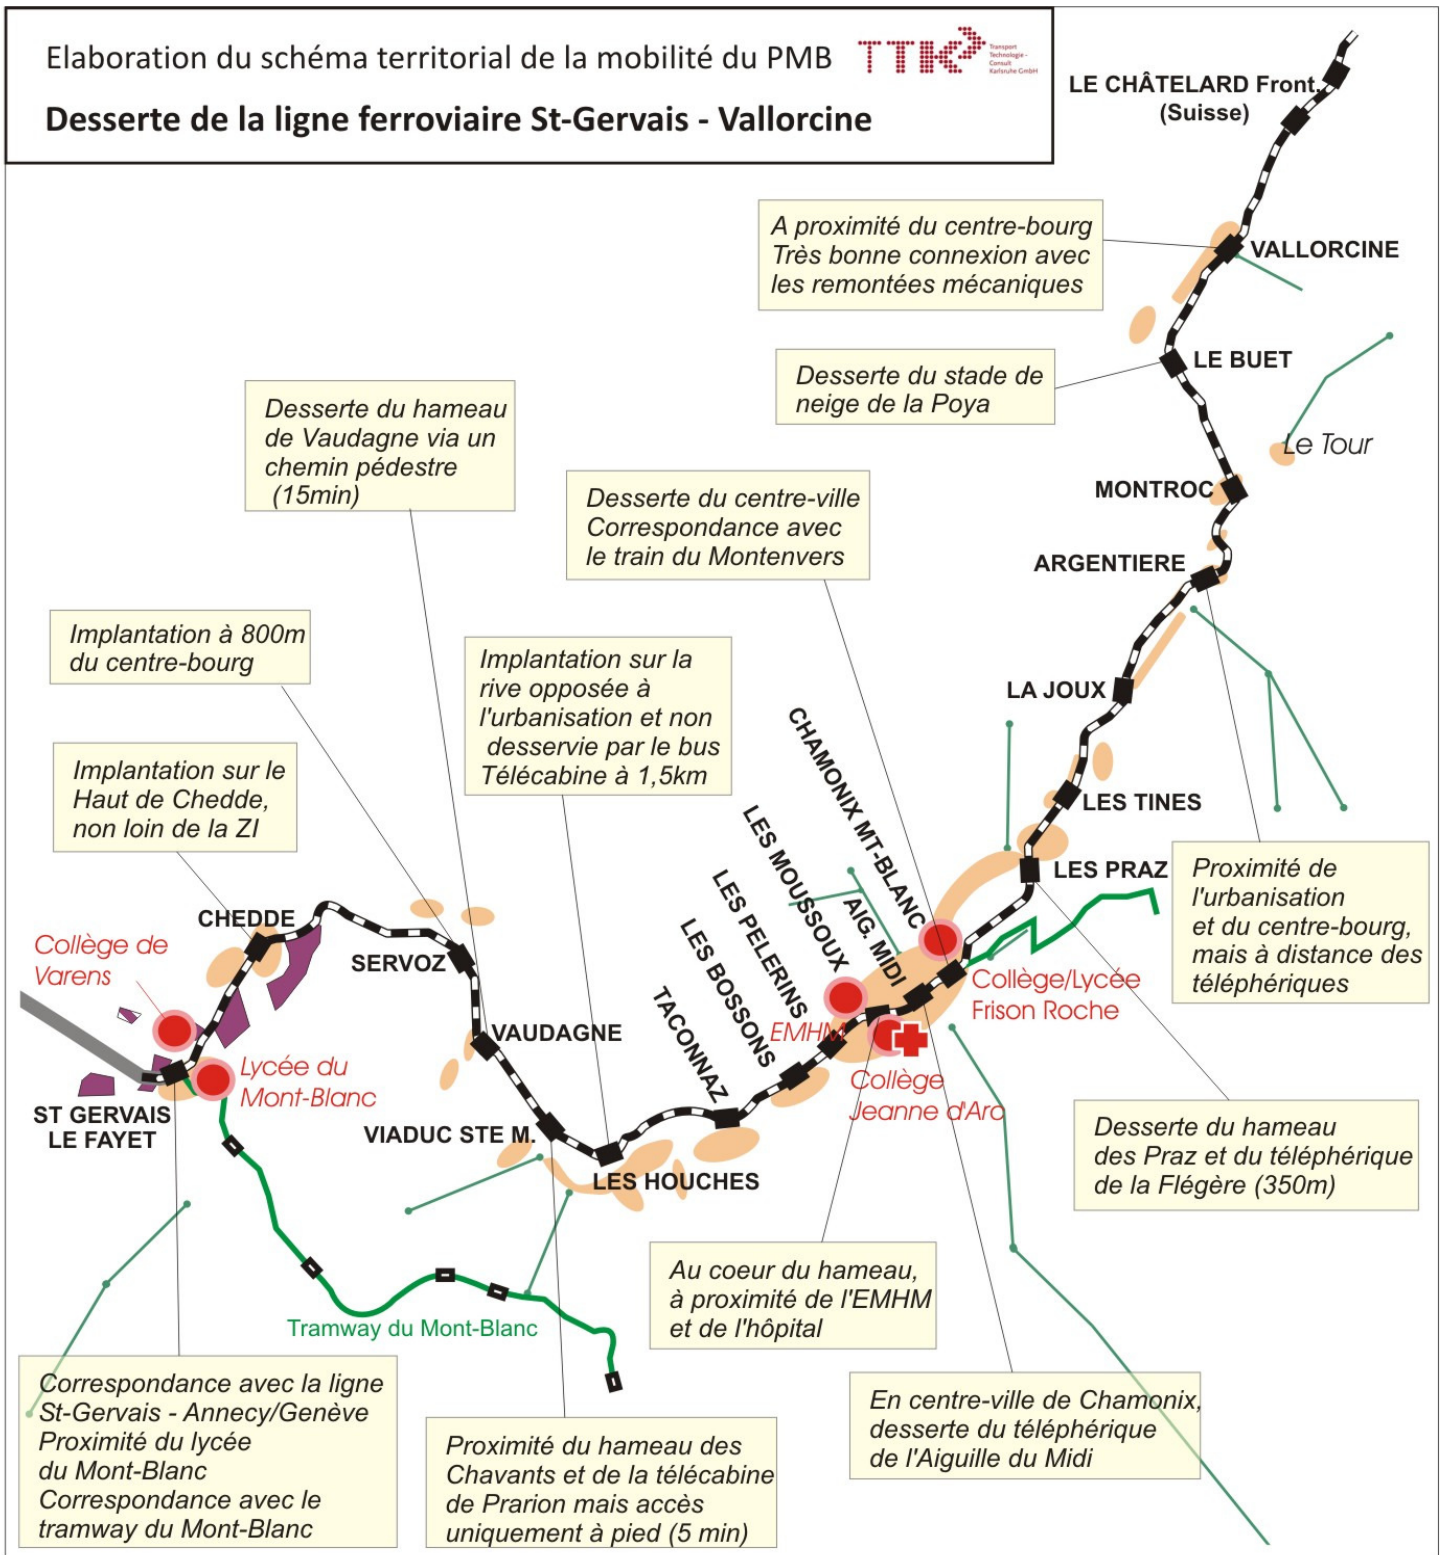 Elaboration du schéma territorial de la mobilité du PMB
TTK
Transport
Technologie -
Consult
Karlsruhe GmbH
Desserte de la ligne ferroviaire St-Gervais - Vallorcine
LE CHÂTELARD Front.
(Suisse)
A proximité du centre-bourg
Très bonne connexion avec
les remontées mécaniques
VALLORCINE
Desserte du stade de
neige de la Poya
LE BUET
Le Tour
Desserte du hameau
de Vaudagne via un
chemin pédestre
(15min)
Desserte du centre-ville
Correspondance avec
le train du Montenvers
MONTROC
ARGENTIERE
Implantation à 800m
du centre-bourg
Implantation sur la
rive opposée à
l'urbanisation et non
desservie par le bus
Télécabine à 1,5km
LA JOUX
Implantation sur le
Haut de Chedde,
non loin de la ZI
LES TINES
CHAMONIX MT-BLANC
LES MOUSSOUX
AIG. MIDI
LES PELERINS
LES BOSSONS
TACONNAZ
LES PRAZ
Proximité de
l'urbanisation
et du centre-bourg,
mais à distance des
téléphériques
CHEDDE
Collège de
Varens
SERVOZ
VAUDAGNE
EMHM
Collège/Lycée
Frison Roche
Lycée du
Mont-Blanc
Collège
Jeanne d'Arc
ST GERVAIS
LE FAYET
VIADUC STE M.
LES HOUCHES
Desserte du hameau
des Praz et du téléphérique
de la Flégère (350m)
Au coeur du hameau,
à proximité de l'EMHM
et de l'hôpital
Tramway du Mont-Blanc
Correspondance avec la ligne
St-Gervais - Annecy/Genève
Proximité du lycée
du Mont-Blanc
Correspondance avec le
tramway du Mont-Blanc
Proximité du hameau des
Chavants et de la télécabine
de Prarion mais accès
uniquement à pied (5 min)
En centre-ville de Chamonix,
desserte du téléphérique
de l'Aiguille du Midi